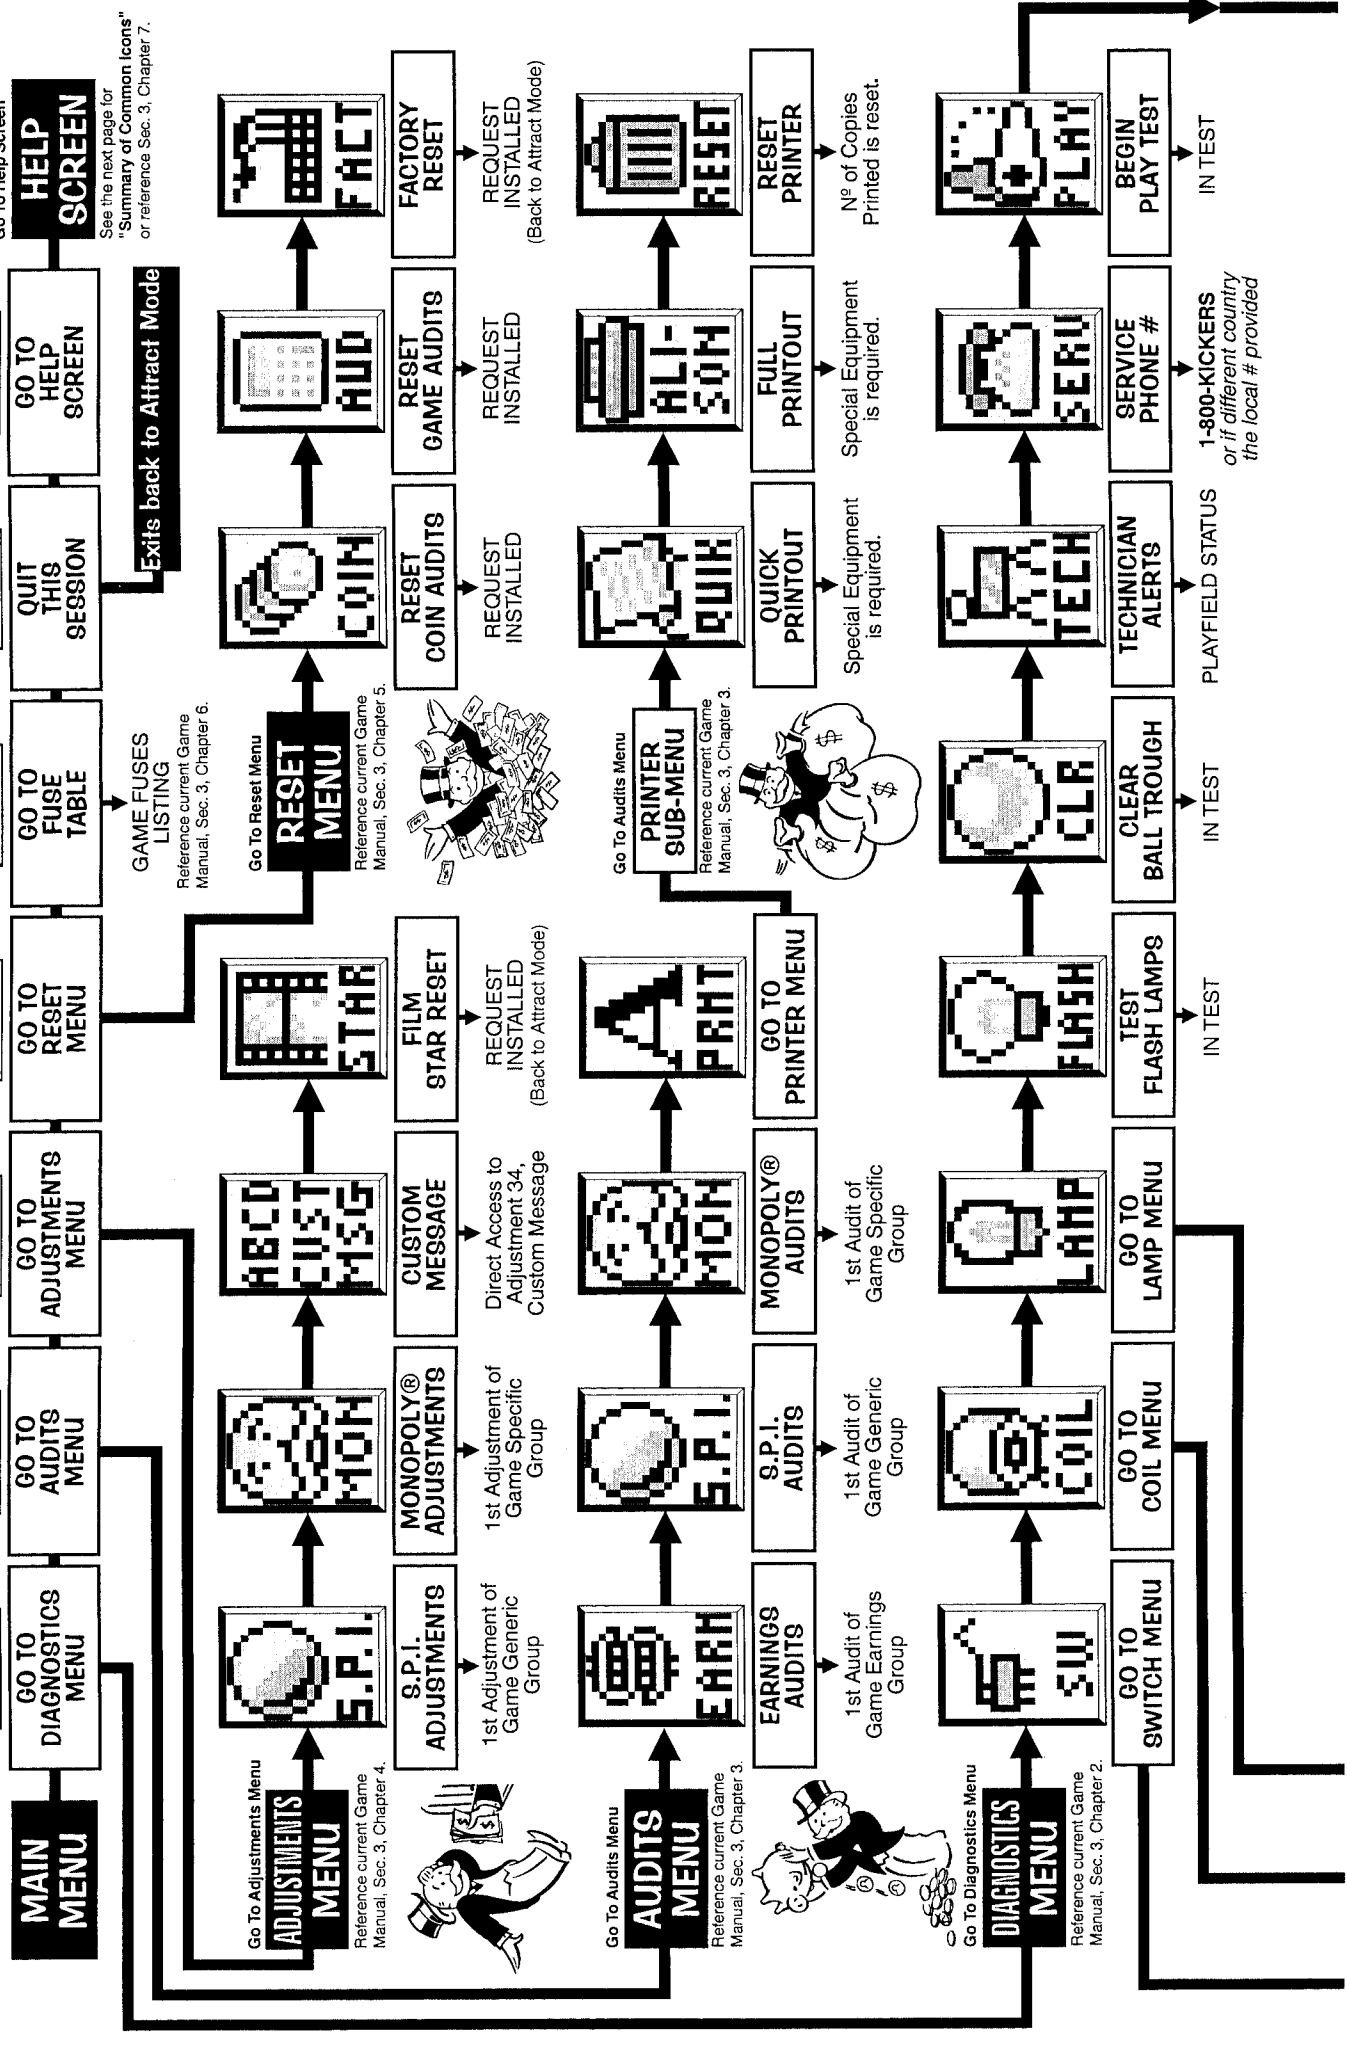 MAIN
MENU
GO TO
DIAGNOSTICS
MENU
GO TO
AUDITS
MENU
GO TO
ADJUSTMENTS
MENU
GO TO
RESET
MENU
GO TO
FUSE
TABLE
GAME FUSES
LISTING
Reference current Game
Manual, Sec. 3, Chapter 6.
QUIT
THIS
SESSION
Exits back to Attract Mode
GO TO
HELP
SCREEN
Go To Help Screen
HELP
SCREEN
See the next page for
"Summary of Common Icons"
or reference Sec. 3, Chapter 7.
Go To Adjustments Menu
ADJUSTMENTS
MENU
Reference current Game
Manual, Sec. 3, Chapter 4.
S.P.I.
S.P.I.
ADJUSTMENTS
1st Adjustment of
Game Generic
Group
MON
MONOPOLY®
ADJUSTMENTS
1st Adjustment of
Game Specific
Group
ABCD
CUST
MSG
CUSTOM
MESSAGE
Direct Access to
Adjustment 34,
Custom Message
STAR
FILM
STAR RESET
REQUEST
INSTALLED
(Back to Attract Mode)
Go To Reset Menu
RESET
MENU
Reference current Game
Manual, Sec. 3, Chapter 5.
COIN
RESET
COIN AUDITS
REQUEST
INSTALLED
AUD
RESET
GAME AUDITS
REQUEST
INSTALLED
FACT
FACTORY
RESET
REQUEST
INSTALLED
(Back to Attract Mode)
Go To Audits Menu
AUDITS
MENU
Reference current Game
Manual, Sec. 3, Chapter 3.
EARN
EARNINGS
AUDITS
1st Audit of
Game Earnings
Group
S.P.I.
S.P.I.
AUDITS
1st Audit of
Game Generic
Group
MON
MONOPOLY®
AUDITS
1st Audit of
Game Specific
Group
PRNT
GO TO
PRINTER MENU
Go To Audits Menu
PRINTER
SUB-MENU
Reference current Game
Manual, Sec. 3, Chapter 3.
$
$
$
QUIK
QUICK
PRINTOUT
Special Equipment
is required.
ALI-
SON
FULL
PRINTOUT
Special Equipment
is required.
RESET
RESET
PRINTER
Nº of Copies
Printed is reset.
Go To Diagnostics Menu
DIAGNOSTICS
MENU
Reference current Game
Manual, Sec. 3, Chapter 2.
SW
GO TO
SWITCH MENU
COIL
GO TO
COIL MENU
LAMP
GO TO
LAMP MENU
FLASH
TEST
FLASH LAMPS
IN TEST
CLR
CLEAR
BALL TROUGH
IN TEST
TECH
TECHNICIAN
ALERTS
PLAYFIELD STATUS
SERV
SERVICE
PHONE #
1-800-KICKERS
or if different country
the local # provided
PLAY
BEGIN
PLAY TEST
IN TEST